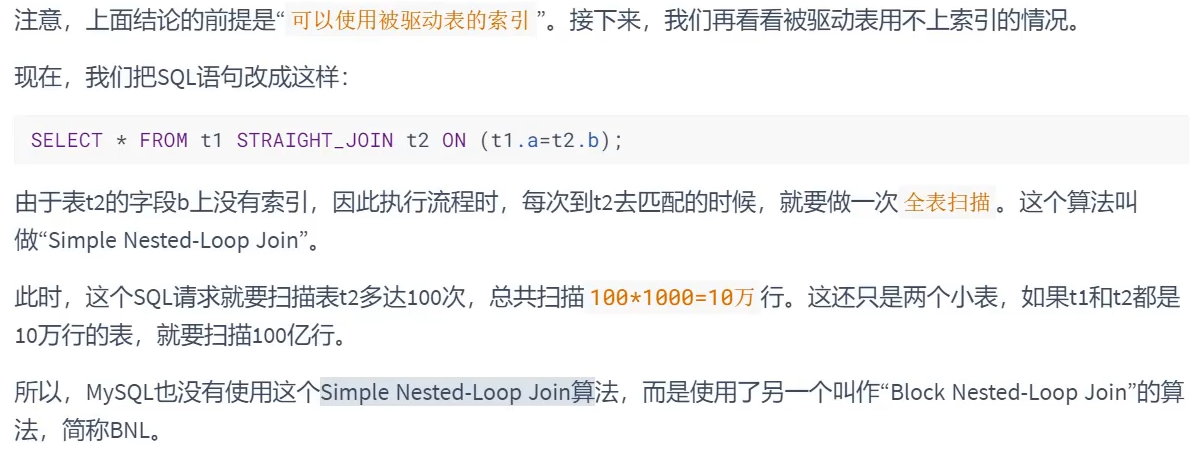 注意，上面结论的前提是“可以使用被驱动表的索引”。接下来，我们再看看被驱动表用不上索引的情况。
现在，我们把SQL语句改成这样：
SELECT * FROM t1 STRAIGHT_JOIN t2 ON (t1.a=t2.b);
由于表t2的字段b上没有索引，因此执行流程时，每次到t2去匹配的时候，就要做一次 全表扫描 。这个算法叫
做“Simple Nested-Loop Join”。
此时，这个SQL请求就要扫描表t2多达100次，总共扫描 100*1000=10万 行。这还只是两个小表，如果t1和t2都是
10万行的表，就要扫描100亿行。
所以，MySQL也没有使用这个Simple Nested-Loop Join算法，而是使用了另一个叫作“Block Nested-Loop Join”的算
法，简称BNL。